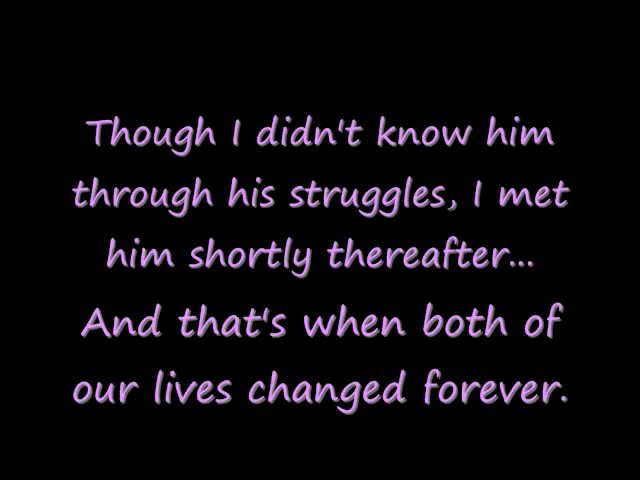 Though I didn't know him
through his struggles, I met
him shortly thereafter...
And that's when both of
our lives changed forever.